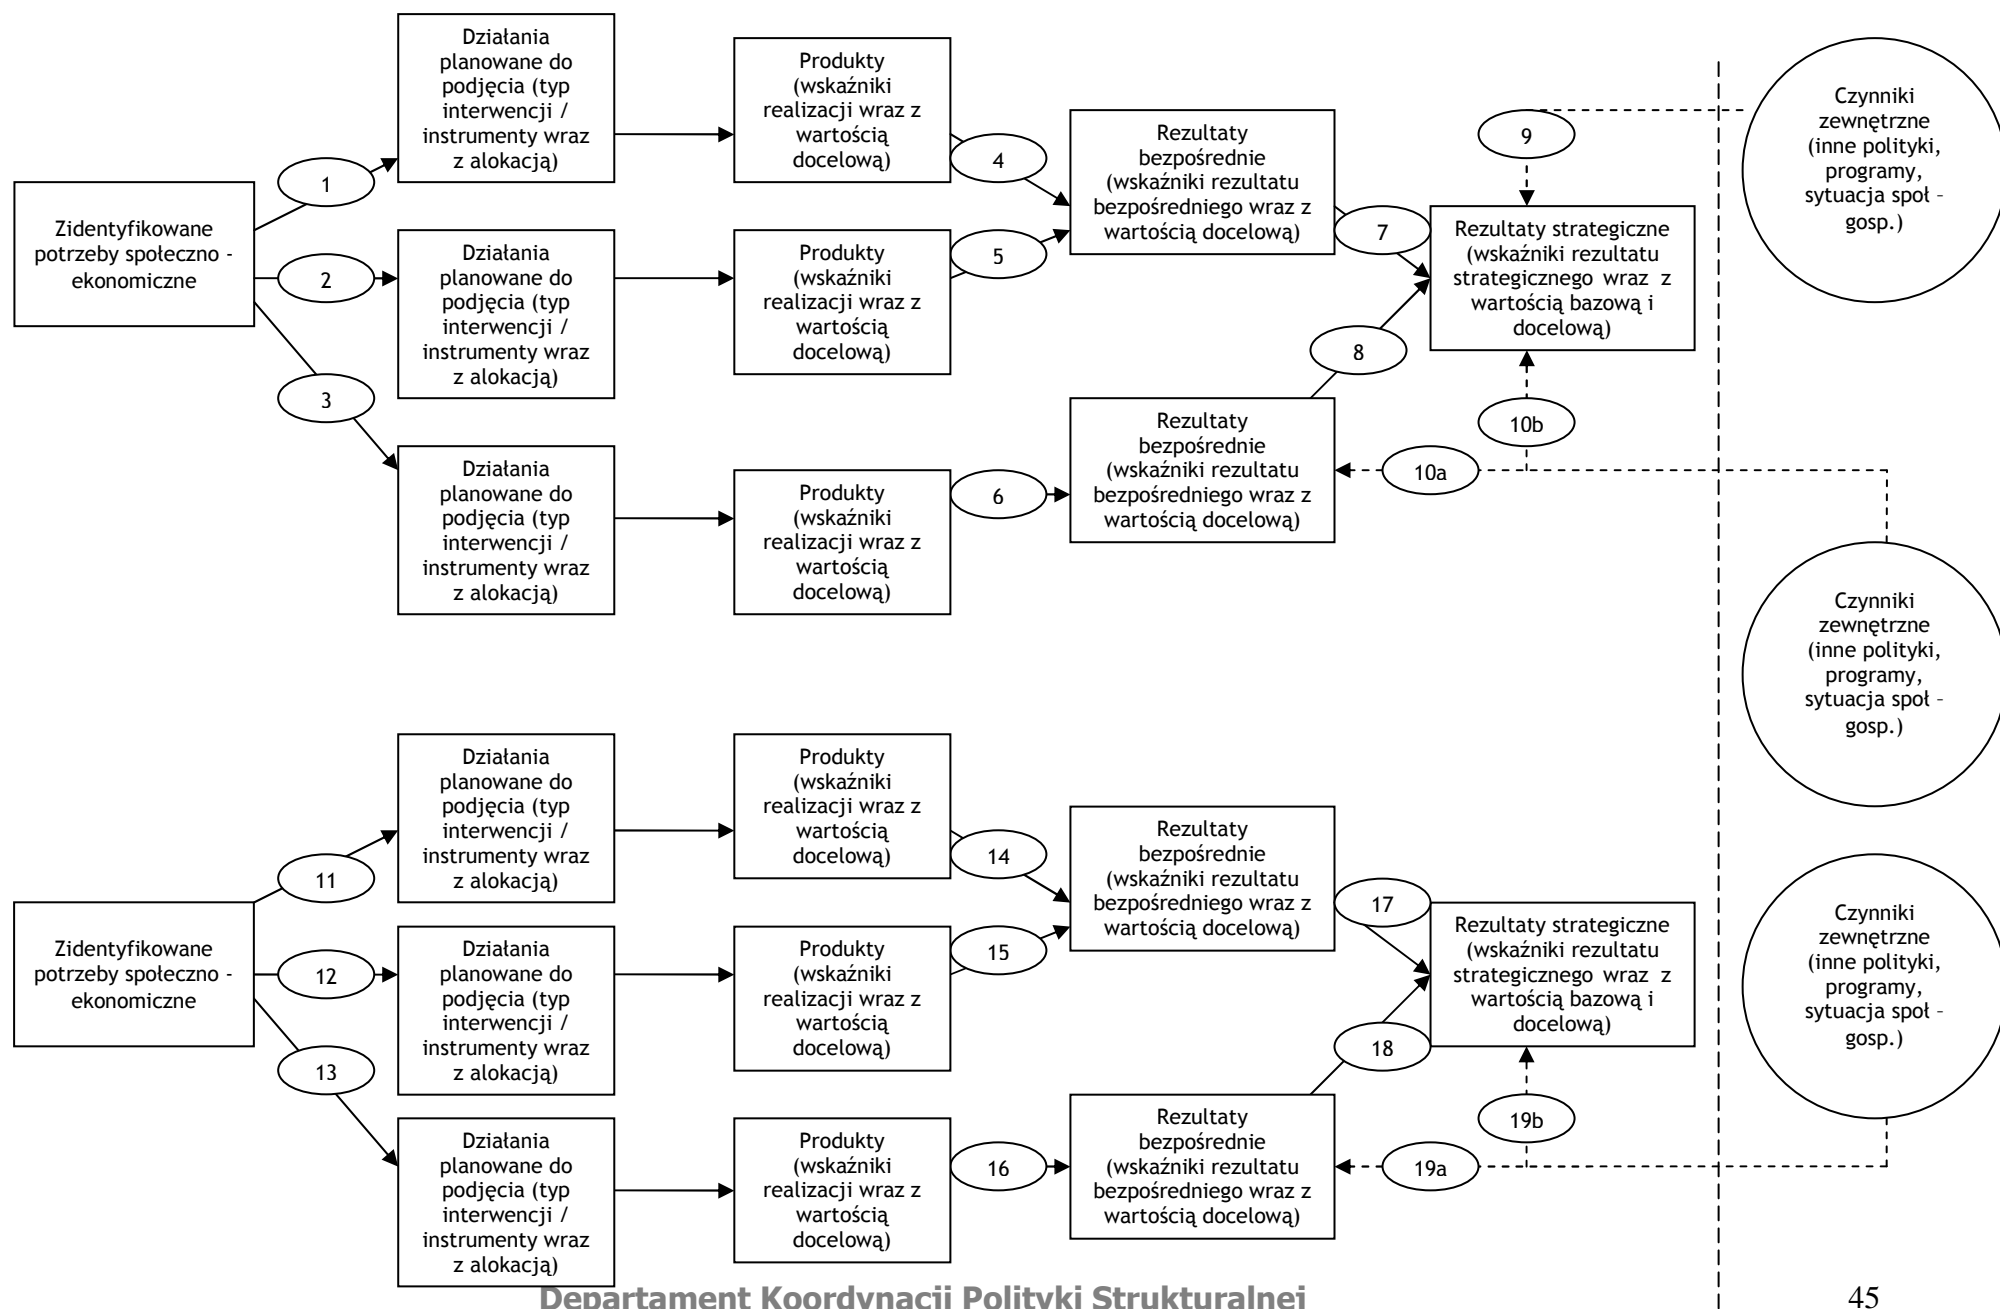 Działania
planowane do
podjęcia (typ
interwencji /
instrumenty wraz
z alokacją)
Produkty
(wskaźniki
realizacji wraz z
wartością
docelową)
Rezultaty
bezpośrednie
(wskaźniki rezultatu
bezpośredniego wraz z
wartością docelową)
9
Czynniki
zewnętrzne
(inne polityki,
programy,
sytuacja społ –
gosp.)
1
4
Zidentyfikowane
potrzeby społeczno -
ekonomiczne
2
Działania
planowane do
podjęcia (typ
interwencji /
instrumenty wraz
z alokacją)
Produkty
(wskaźniki
realizacji wraz z
wartością
docelową)
5
7
Rezultaty strategiczne
(wskaźniki rezultatu
strategicznego wraz z
wartością bazową i
docelową)
8
3
10b
10a
Działania
planowane do
podjęcia (typ
interwencji /
instrumenty wraz
z alokacją)
Produkty
(wskaźniki
realizacji wraz z
wartością
docelową)
6
Rezultaty
bezpośrednie
(wskaźniki rezultatu
bezpośredniego wraz z
wartością docelową)
Czynniki
zewnętrzne
(inne polityki,
programy,
sytuacja społ –
gosp.)
Działania
planowane do
podjęcia (typ
interwencji /
instrumenty wraz
z alokacją)
Produkty
(wskaźniki
realizacji wraz z
wartością
docelową)
14
Rezultaty
bezpośrednie
(wskaźniki rezultatu
bezpośredniego wraz z
wartością docelową)
11
17
Zidentyfikowane
potrzeby społeczno -
ekonomiczne
12
Działania
planowane do
podjęcia (typ
interwencji /
instrumenty wraz
z alokacją)
Produkty
(wskaźniki
realizacji wraz z
wartością
docelową)
15
Rezultaty strategiczne
(wskaźniki rezultatu
strategicznego wraz z
wartością bazową i
docelową)
Czynniki
zewnętrzne
(inne polityki,
programy,
sytuacja społ –
gosp.)
18
13
19b
19a
Działania
planowane do
podjęcia (typ
interwencji /
instrumenty wraz
z alokacją)
Produkty
(wskaźniki
realizacji wraz z
wartością
docelową)
16
Rezultaty
bezpośrednie
(wskaźniki rezultatu
bezpośredniego wraz z
wartością docelową)
Departament Koordynacji Polityki Strukturalnej
45